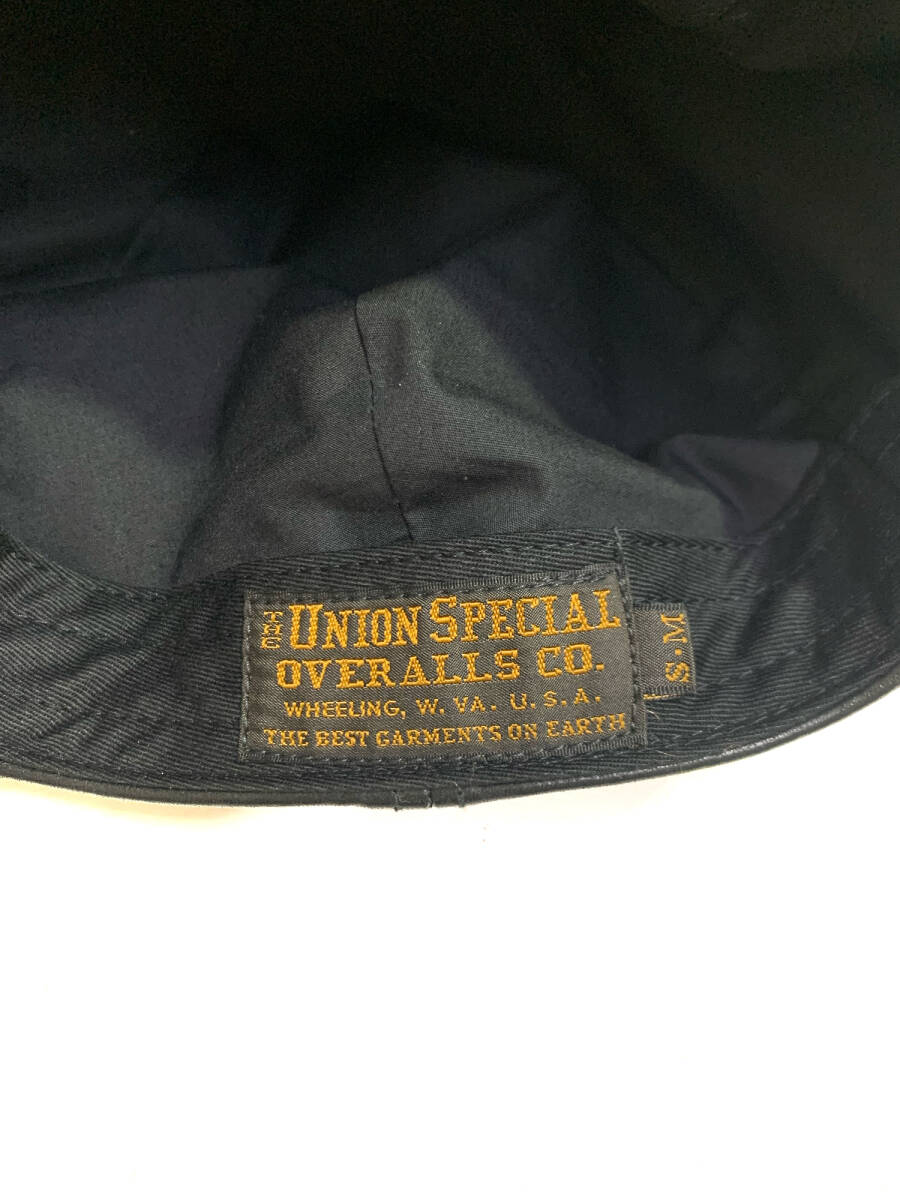 THE UNION SPECIAL
OVERALLS CO.
WHEELING, W. VA. U.S.A.
THE BEST GARMENTS ON EARTH
S·M